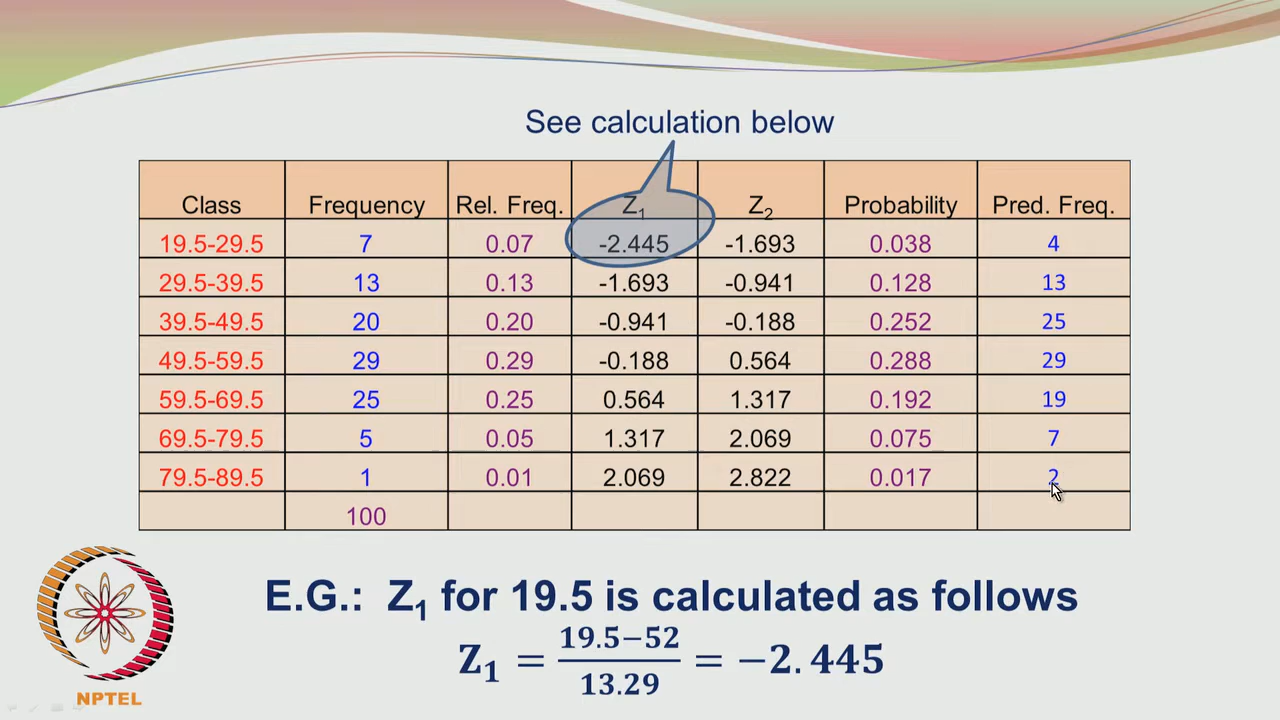 See calculation below
Class Frequency Rel. Freq. Z₁ Z₂ Probability Pred. Freq.
19.5-29.5 7 0.07 -2.445 -1.693 0.038 4
29.5-39.5 13 0.13 -1.693 -0.941 0.128 13
39.5-49.5 20 0.20 -0.941 -0.188 0.252 25
49.5-59.5 29 0.29 -0.188 0.564 0.288 29
59.5-69.5 25 0.25 0.564 1.317 0.192 19
69.5-79.5 5 0.05 1.317 2.069 0.075 7
79.5-89.5 1 0.01 2.069 2.822 0.017 2
100
E.G.: Z₁ for 19.5 is calculated as follows
Z₁ = (19.5−52)/13.29 = −2.445
NPTEL